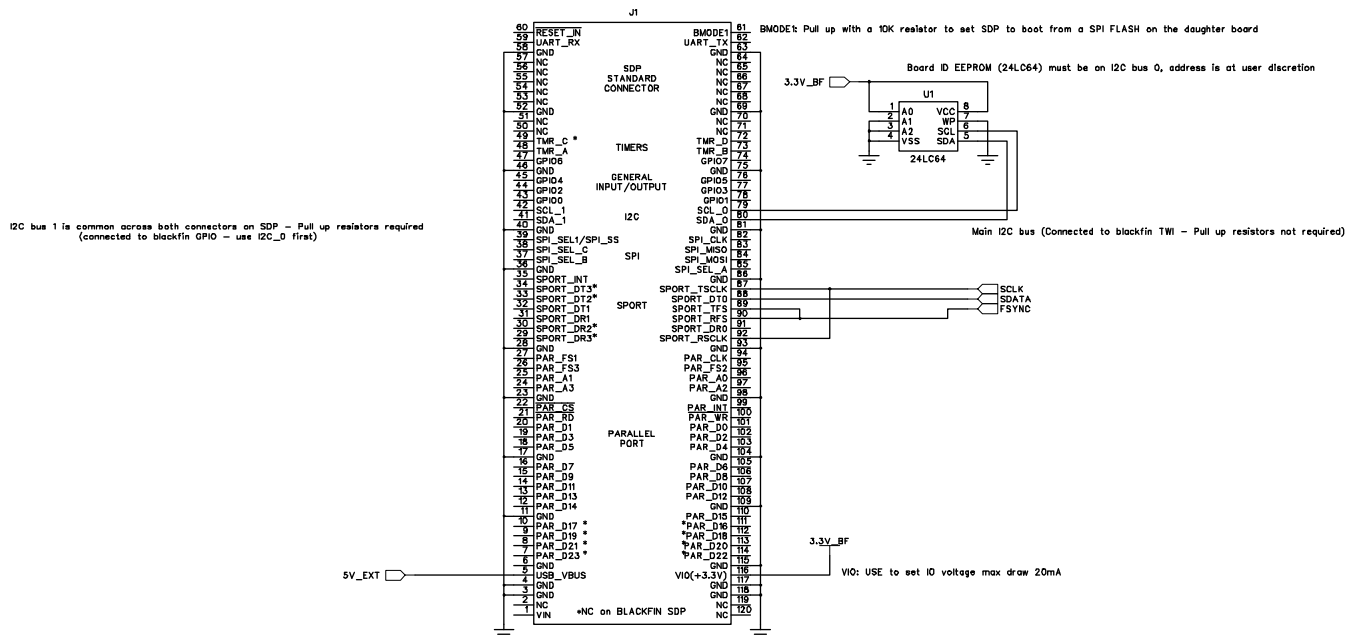 J1
60 RESET_IN BMODE1 61
59 UART_RX UART_TX 62
58 GND GND 63
57 NC NC 64
56 NC NC 65
55 NC NC 66
54 NC NC 67
53 NC NC 68
52 GND GND 69
51 NC NC 70
50 NC NC 71
49 TMR_C * TMR_D 72
48 TMR_A TMR_B 73
47 GPIO6 GPIO7 74
46 GND GND 75
45 GPIO4 GPIO5 76
44 GPIO2 GPIO3 77
43 GPIO0 GPIO1 78
42 SCL_1 SCL_0 79
41 SDA_1 SDA_0 80
40 GND GND 81
39 SPI_SEL1/SPI_SS SPI_CLK 82
38 SPI_SEL_C SPI_MISO 83
37 SPI_SEL_B SPI_MOSI 84
36 GND SPI_SEL_A 85
35 SPORT_INT GND 86
34 SPORT_DT3* SPORT_TSCLK 87
33 SPORT_DT2* SPORT_DT0 88
32 SPORT_DT1 SPORT_TFS 89
31 SPORT_DR1 SPORT_RFS 90
30 SPORT_DR2* SPORT_DR0 91
29 SPORT_DR3* SPORT_RSCLK 92
28 GND GND 93
27 PAR_FS1 PAR_CLK 94
26 PAR_FS3 PAR_FS2 95
25 PAR_A1 PAR_A0 96
24 PAR_A3 PAR_A2 97
23 GND GND 98
22 PAR_CS PAR_INT 99
21 PAR_RD PAR_WR 100
20 PAR_D1 PAR_D0 101
19 PAR_D3 PAR_D2 102
18 PAR_D5 PAR_D4 103
17 GND GND 104
16 PAR_D7 PAR_D6 105
15 PAR_D9 PAR_D8 106
14 PAR_D11 PAR_D10 107
13 PAR_D13 PAR_D12 108
12 PAR_D14 GND 109
11 GND PAR_D15 110
10 PAR_D17 * *PAR_D16 111
9 PAR_D19 * *PAR_D18 112
8 PAR_D21 * *PAR_D20 113
7 PAR_D23 * *PAR_D22 114
6 GND GND 115
5 USB_VBUS VIO(+3.3V) 116
4 GND GND 117
3 GND GND 118
2 NC NC 119
1 VIN NC 120
SDP
STANDARD
CONNECTOR
TIMERS
GENERAL
INPUT/OUTPUT
I2C
SPI
SPORT
PARALLEL
PORT
*NC on BLACKFIN SDP
BMODE1: Pull up with a 10K resistor to set SDP to boot from a SPI FLASH on the daughter board
Board ID EEPROM (24LC64) must be on I2C bus 0, address is at user discretion
3.3V_BF
U1
1 A0 VCC 8
2 A1 WP 7
3 A2 SCL 6
4 VSS SDA 5
24LC64
I2C bus 1 is common across both connectors on SDP - Pull up resistors required
(connected to blackfin GPIO - use I2C_0 first)
Main I2C bus (Connected to blackfin TWI - Pull up resistors not required)
SCLK
SDATA
FSYNC
3.3V_BF
5V_EXT
VIO: USE to set IO voltage max draw 20mA